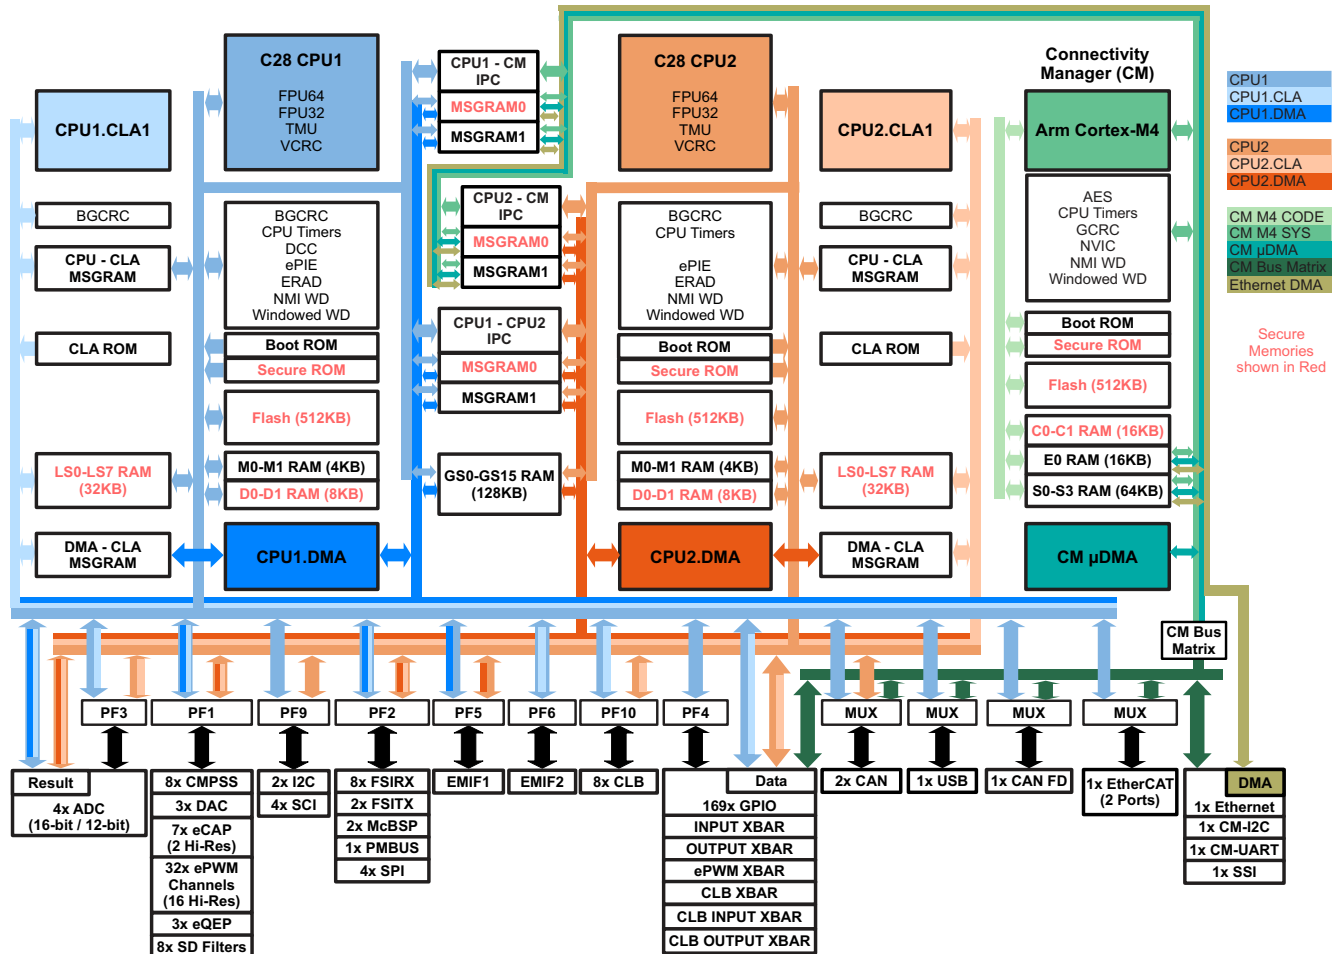 C28 CPU1
FPU64
FPU32
TMU
VCRC
CPU1 - CM
IPC
MSGRAM0
MSGRAM1
C28 CPU2
FPU64
FPU32
TMU
VCRC
Connectivity
Manager (CM)
CPU1.CLA1
CPU2.CLA1
Arm Cortex-M4
CPU1
CPU1.CLA
CPU1.DMA
CPU2
CPU2.CLA
CPU2.DMA
CM M4 CODE
CM M4 SYS
CM µDMA
CM Bus Matrix
Ethernet DMA
Secure
Memories
shown in Red
BGCRC
CPU - CLA
MSGRAM
CLA ROM
LS0-LS7 RAM
(32KB)
DMA - CLA
MSGRAM
BGCRC
CPU Timers
DCC
ePIE
ERAD
NMI WD
Windowed WD
Boot ROM
Secure ROM
Flash (512KB)
M0-M1 RAM (4KB)
D0-D1 RAM (8KB)
CPU1.DMA
CPU2 - CM
IPC
MSGRAM0
MSGRAM1
CPU1 - CPU2
IPC
MSGRAM0
MSGRAM1
GS0-GS15 RAM
(128KB)
BGCRC
CPU Timers
ePIE
ERAD
NMI WD
Windowed WD
Boot ROM
Secure ROM
Flash (512KB)
M0-M1 RAM (4KB)
D0-D1 RAM (8KB)
CPU2.DMA
BGCRC
CPU - CLA
MSGRAM
CLA ROM
LS0-LS7 RAM
(32KB)
DMA - CLA
MSGRAM
AES
CPU Timers
GCRC
NVIC
NMI WD
Windowed WD
Boot ROM
Secure ROM
Flash (512KB)
C0-C1 RAM (16KB)
E0 RAM (16KB)
S0-S3 RAM (64KB)
CM µDMA
CM Bus
Matrix
PF3
PF1
PF9
PF2
PF5
PF6
PF10
PF4
MUX
MUX
MUX
MUX
Result
4x ADC
(16-bit / 12-bit)
8x CMPSS
3x DAC
7x eCAP
(2 Hi-Res)
32x ePWM
Channels
(16 Hi-Res)
3x eQEP
8x SD Filters
2x I2C
4x SCI
8x FSIRX
2x FSITX
2x McBSP
1x PMBUS
4x SPI
EMIF1
EMIF2
8x CLB
Data
169x GPIO
INPUT XBAR
OUTPUT XBAR
ePWM XBAR
CLB XBAR
CLB INPUT XBAR
CLB OUTPUT XBAR
2x CAN
1x USB
1x CAN FD
1x EtherCAT
(2 Ports)
DMA
1x Ethernet
1x CM-I2C
1x CM-UART
1x SSI